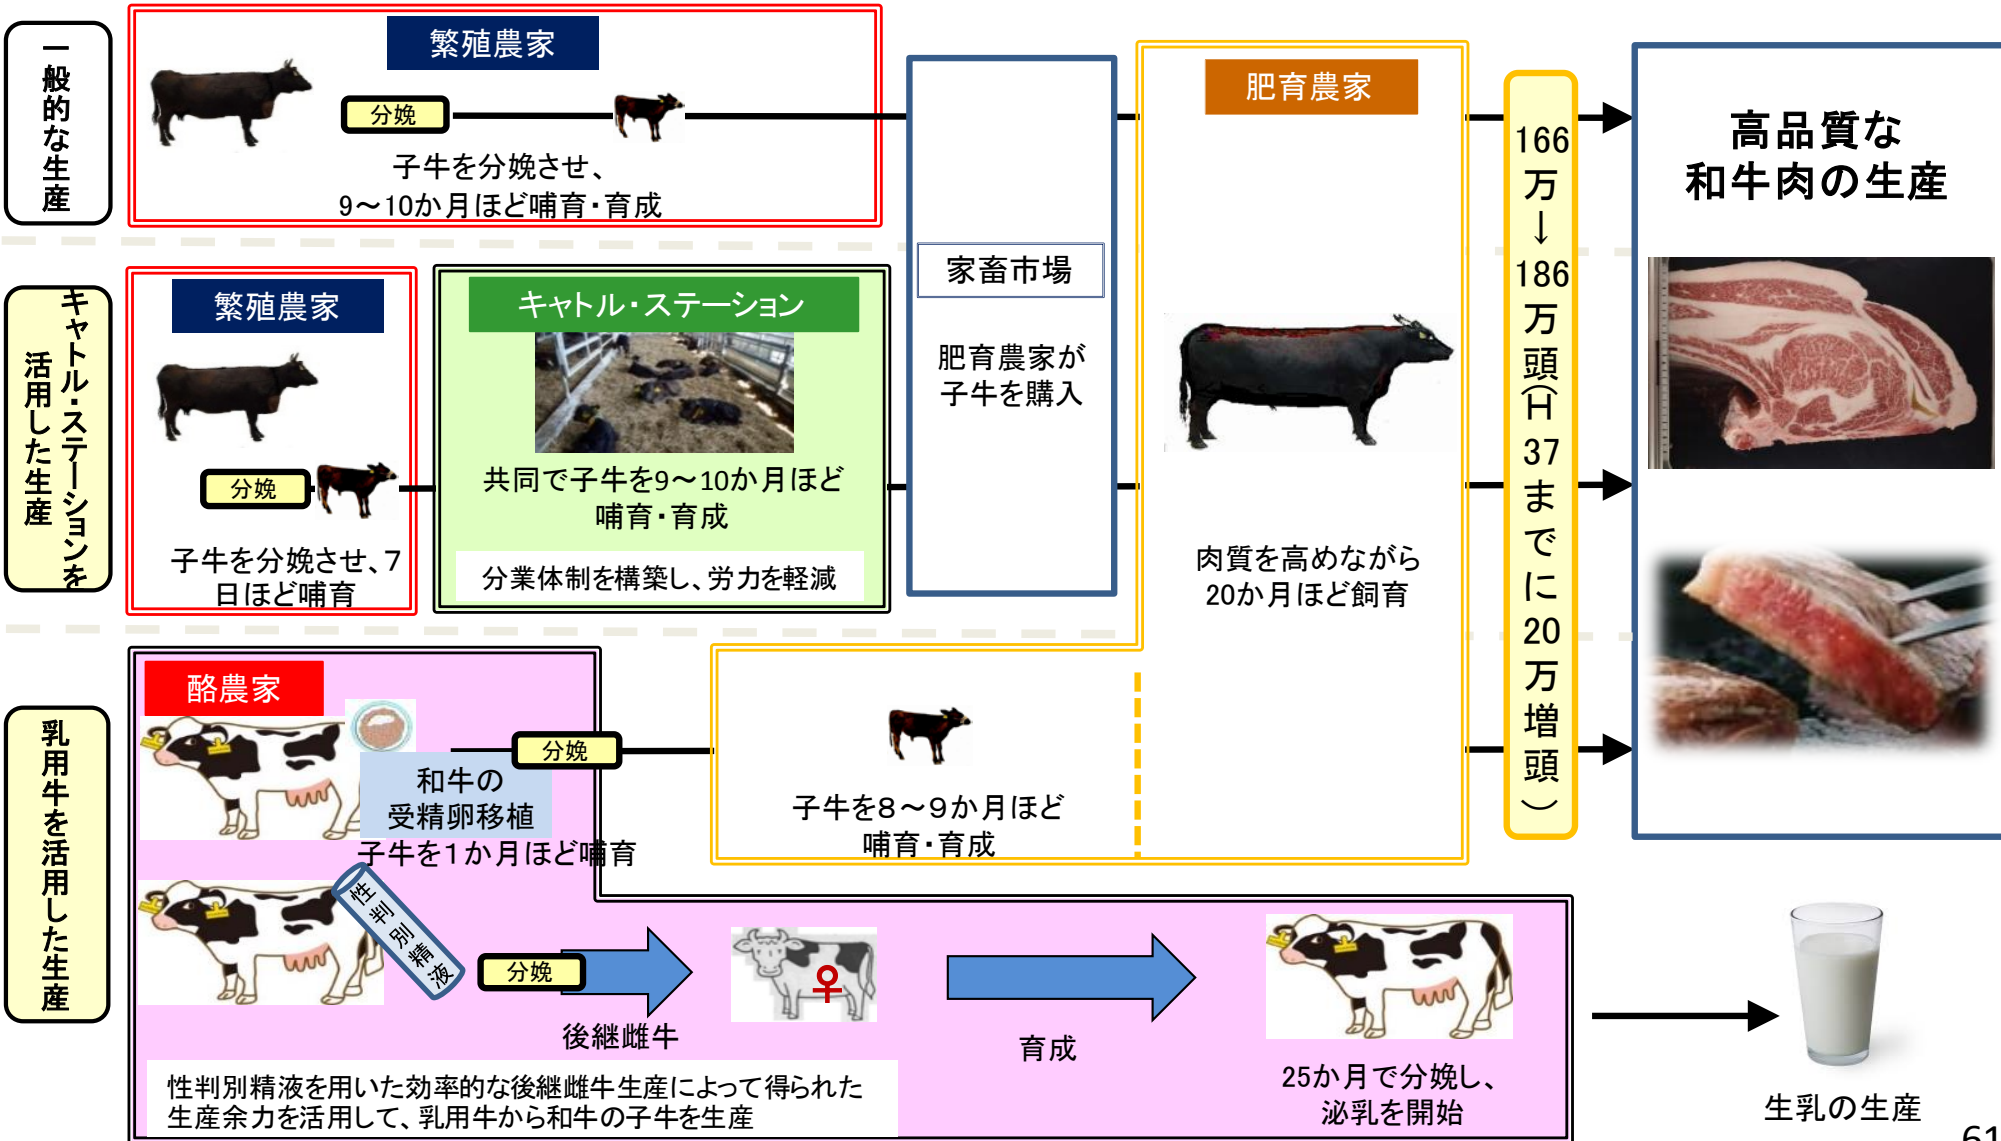 一般的な生産
繁殖農家
分娩
子牛を分娩させ、
9～10か月ほど哺育・育成
キャトル・ステーションを
活用した生産
繁殖農家
分娩
子牛を分娩させ、7
日ほど哺育
キャトル・ステーション
共同で子牛を9～10か月ほど
哺育・育成
分業体制を構築し、労力を軽減
家畜市場
肥育農家が
子牛を購入
肥育農家
肉質を高めながら
20か月ほど飼育
166万→186万頭(H37までに20万増頭)
高品質な
和牛肉の生産
乳用牛を活用した生産
酪農家
和牛の
受精卵移植
分娩
子牛を1か月ほど哺育
子牛を8～9か月ほど
哺育・育成
性判別精液
分娩
後継雌牛
♀
育成
25か月で分娩し、
泌乳を開始
性判別精液を用いた効率的な後継雌牛生産によって得られた
生産余力を活用して、乳用牛から和牛の子牛を生産
生乳の生産
61